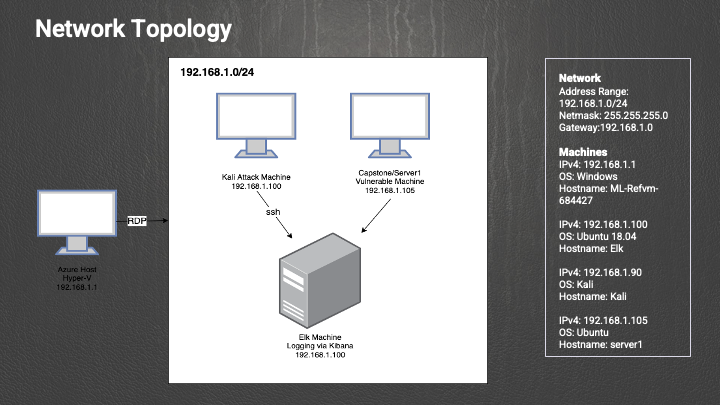 Network Topology
192.168.1.0/24
Kali Attack Machine
192.168.1.100
Capstone/Server1
Vulnerable Machine
192.168.1.105
ssh
RDP
Azure Host
Hyper-V
192.168.1.1
Elk Machine
Logging via Kibana
192.168.1.100
Network
Address Range:
192.168.1.0/24
Netmask: 255.255.255.0
Gateway:192.168.1.0
Machines
IPv4: 192.168.1.1
OS: Windows
Hostname: ML-Refvm-
684427
IPv4: 192.168.1.100
OS: Ubuntu 18.04
Hostname: Elk
IPv4: 192.168.1.90
OS: Kali
Hostname: Kali
IPv4: 192.168.1.105
OS: Ubuntu
Hostname: server1